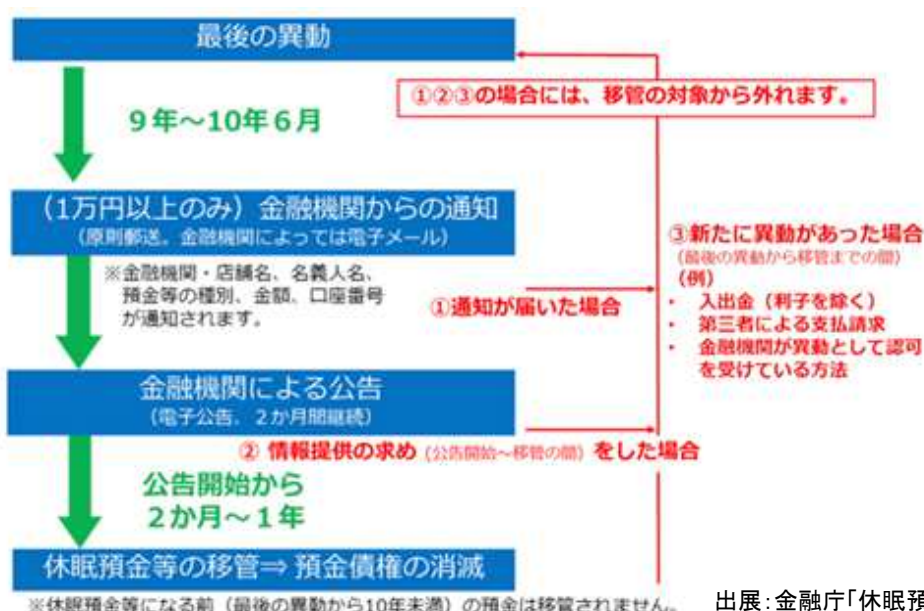 最後の異動
①②③の場合には、移管の対象から外れます。
9年～10年6月
(1万円以上のみ) 金融機関からの通知
(原則郵送。金融機関によっては電子メール)
※金融機関・店舗名、名義人名、
預金等の種別、金額、口座番号
が通知されます。
①通知が届いた場合
③新たに異動があった場合
(最後の異動から移管までの間)
(例)
・ 入出金（利子を除く）
・ 第三者による支払請求
・ 金融機関が異動として認可
を受けている方法
金融機関による公告
(電子公告、2か月間継続)
② 情報提供の求め (公告開始～移管の間) をした場合
公告開始から
2か月～1年
休眠預金等の移管⇒ 預金債権の消滅
※休眠預金等になる前（最後の異動から10年未満）の預金は移管されません。
出展:金融庁「休眠